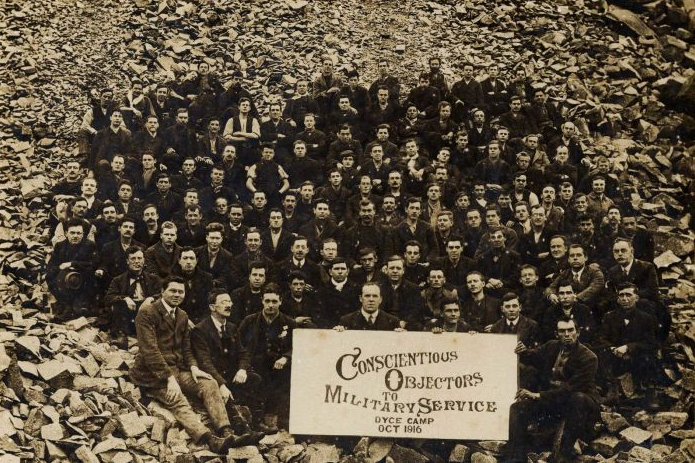 Conscientious
Objectors
to
Military Service
Dyce Camp
Oct 1916